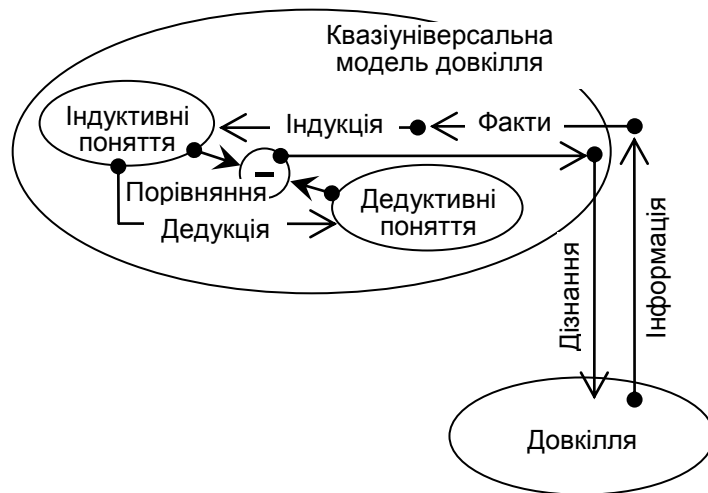 Квазіуніверсальна
модель довкілля
Індуктивні
поняття
Індукція
Факти
–
Порівняння
Дедукція
Дедуктивні
поняття
Дізнання
Інформація
Довкілля